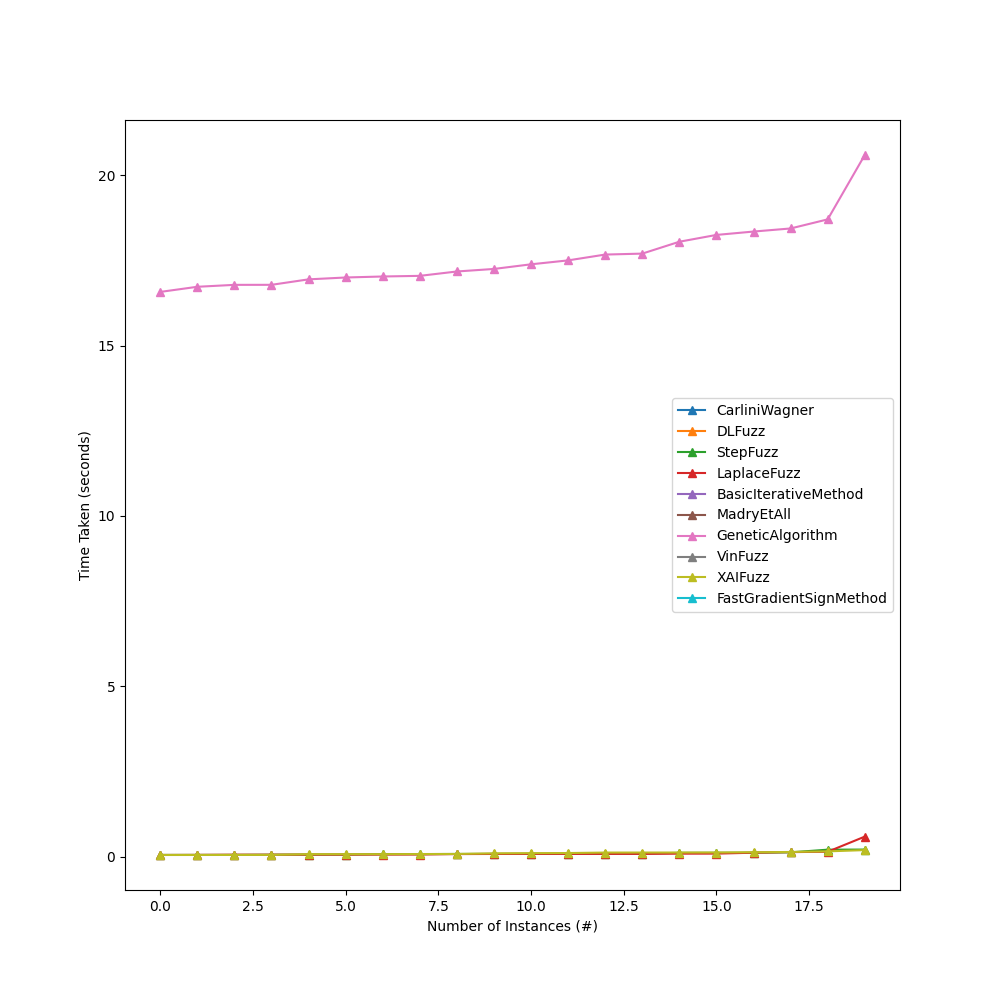 20
15
10
5
0
Time Taken (seconds)
CarliniWagner
DLFuzz
StepFuzz
LaplaceFuzz
BasicIterativeMethod
MadryEtAll
GeneticAlgorithm
VinFuzz
XAIFuzz
FastGradientSignMethod
0.0 2.5 5.0 7.5 10.0 12.5 15.0 17.5
Number of Instances (#)